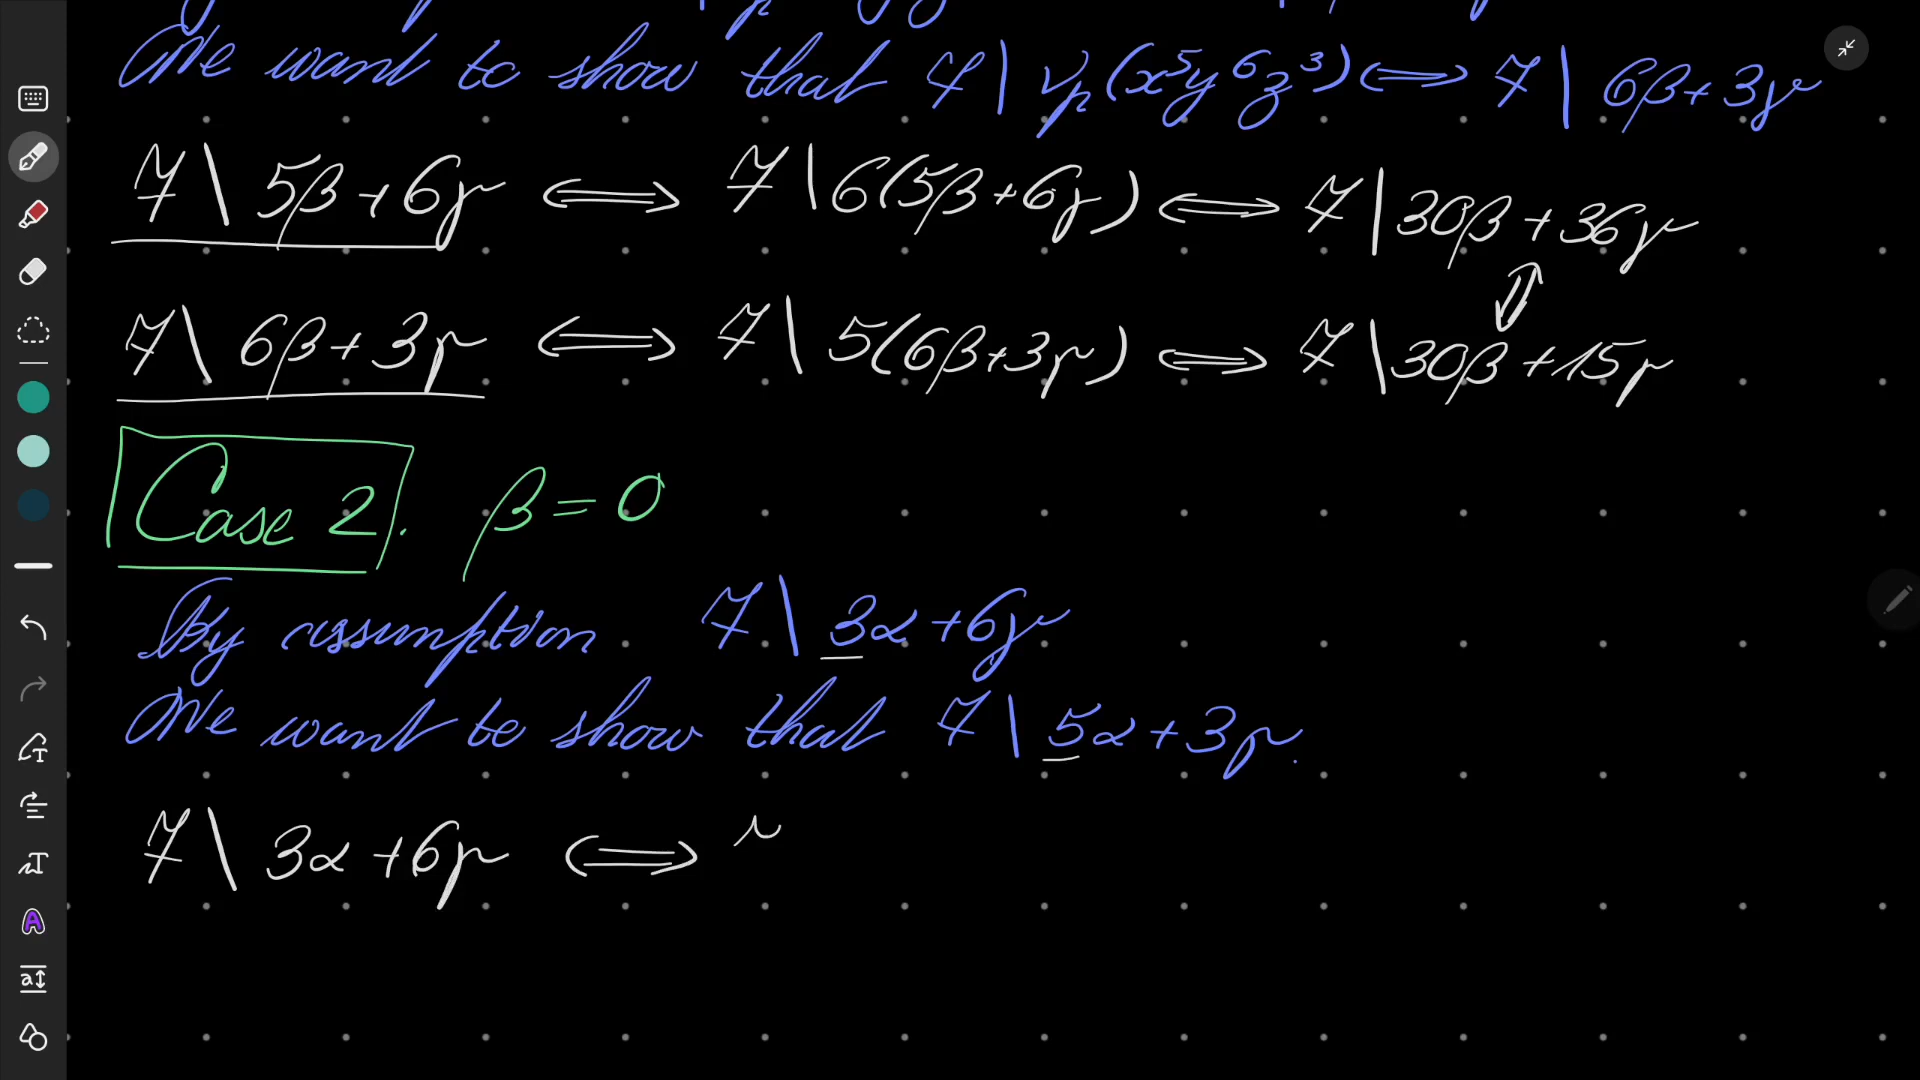 We want to show that 7 | νp(x⁵y⁶z³) ⟺ 7 | 6β+3γ
7 \ 5β+6γ ⟺ 7 | 6(5β+6γ) ⟺ 7 | 30β+36γ
⇕
7 \ 6β+3γ ⟺ 7 \ 5(6β+3γ) ⟺ 7 \ 30β+15γ
Case 2. β=0
By assumption 7 \ 3α+6γ
We want to show that 7 \ 5α+3γ.
7 \ 3α+6γ ⟺